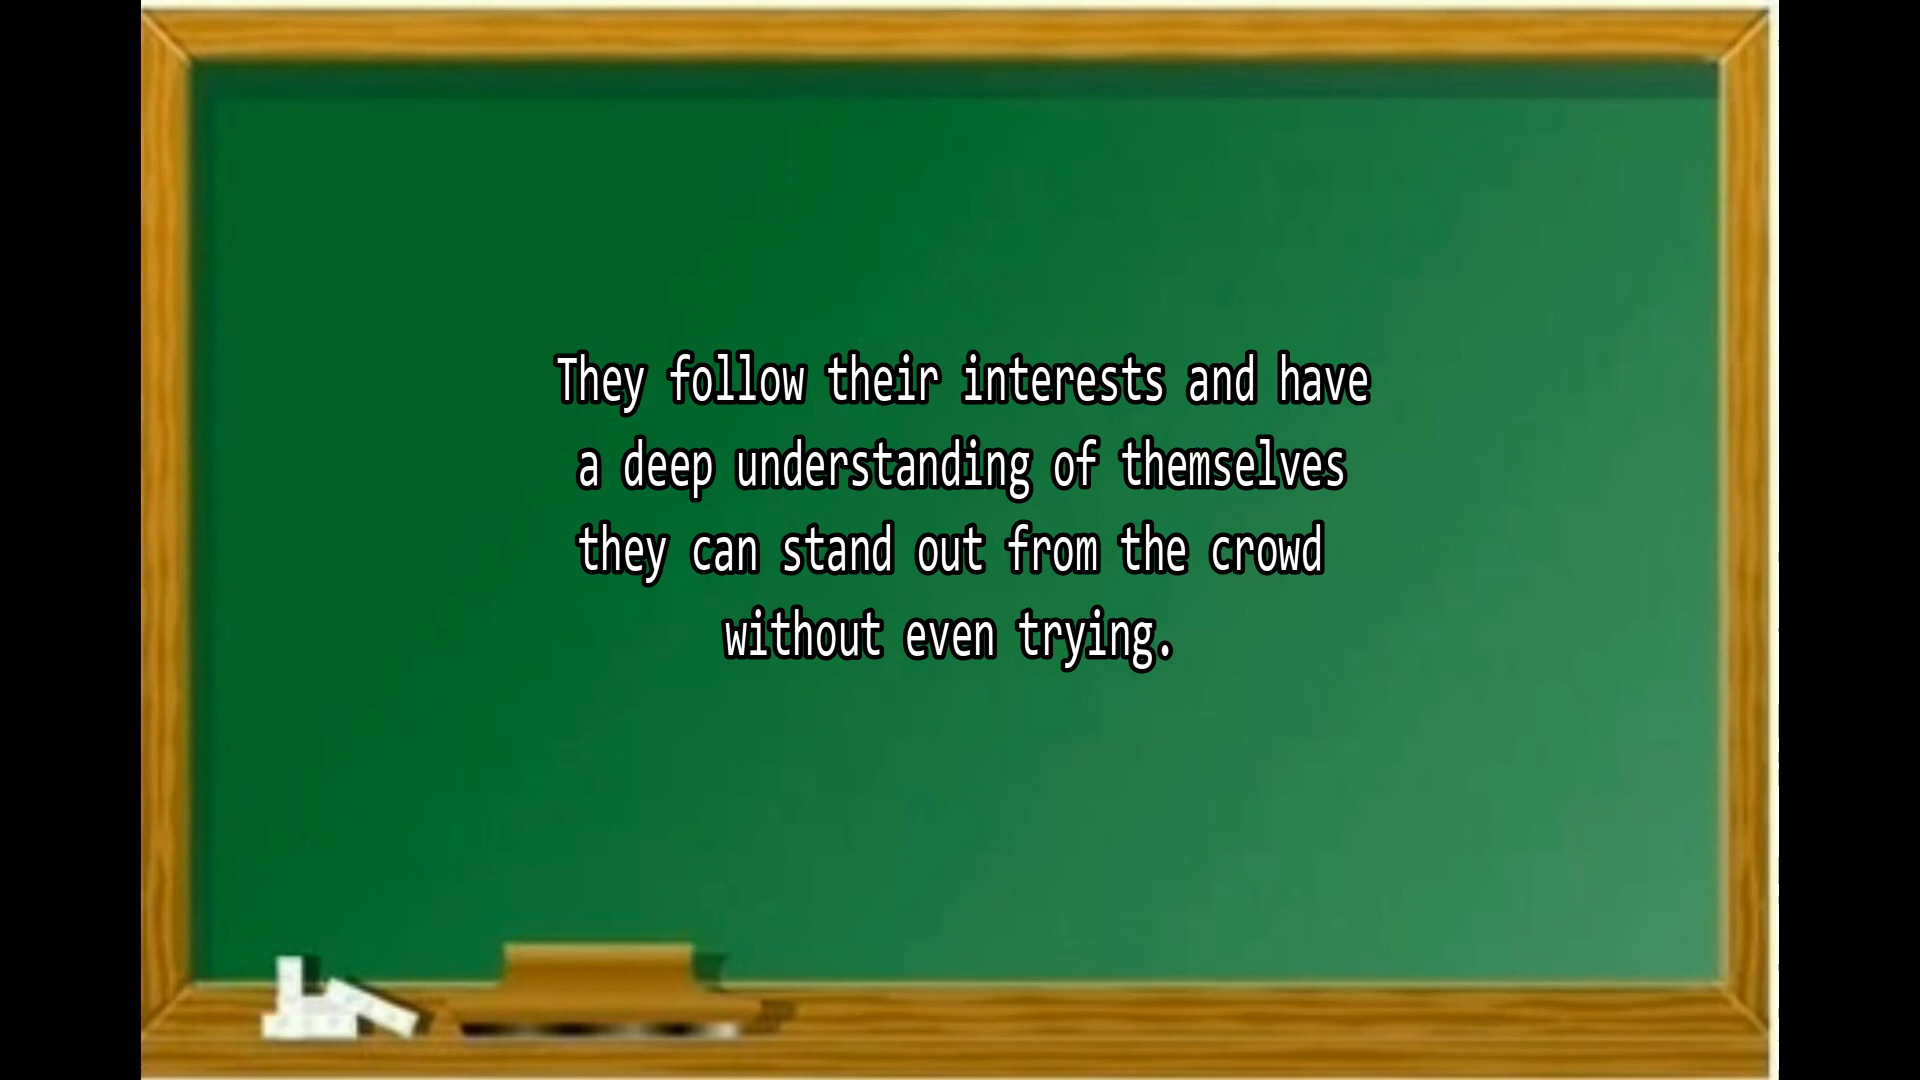 They follow their interests and have
a deep understanding of themselves
they can stand out from the crowd
without even trying.